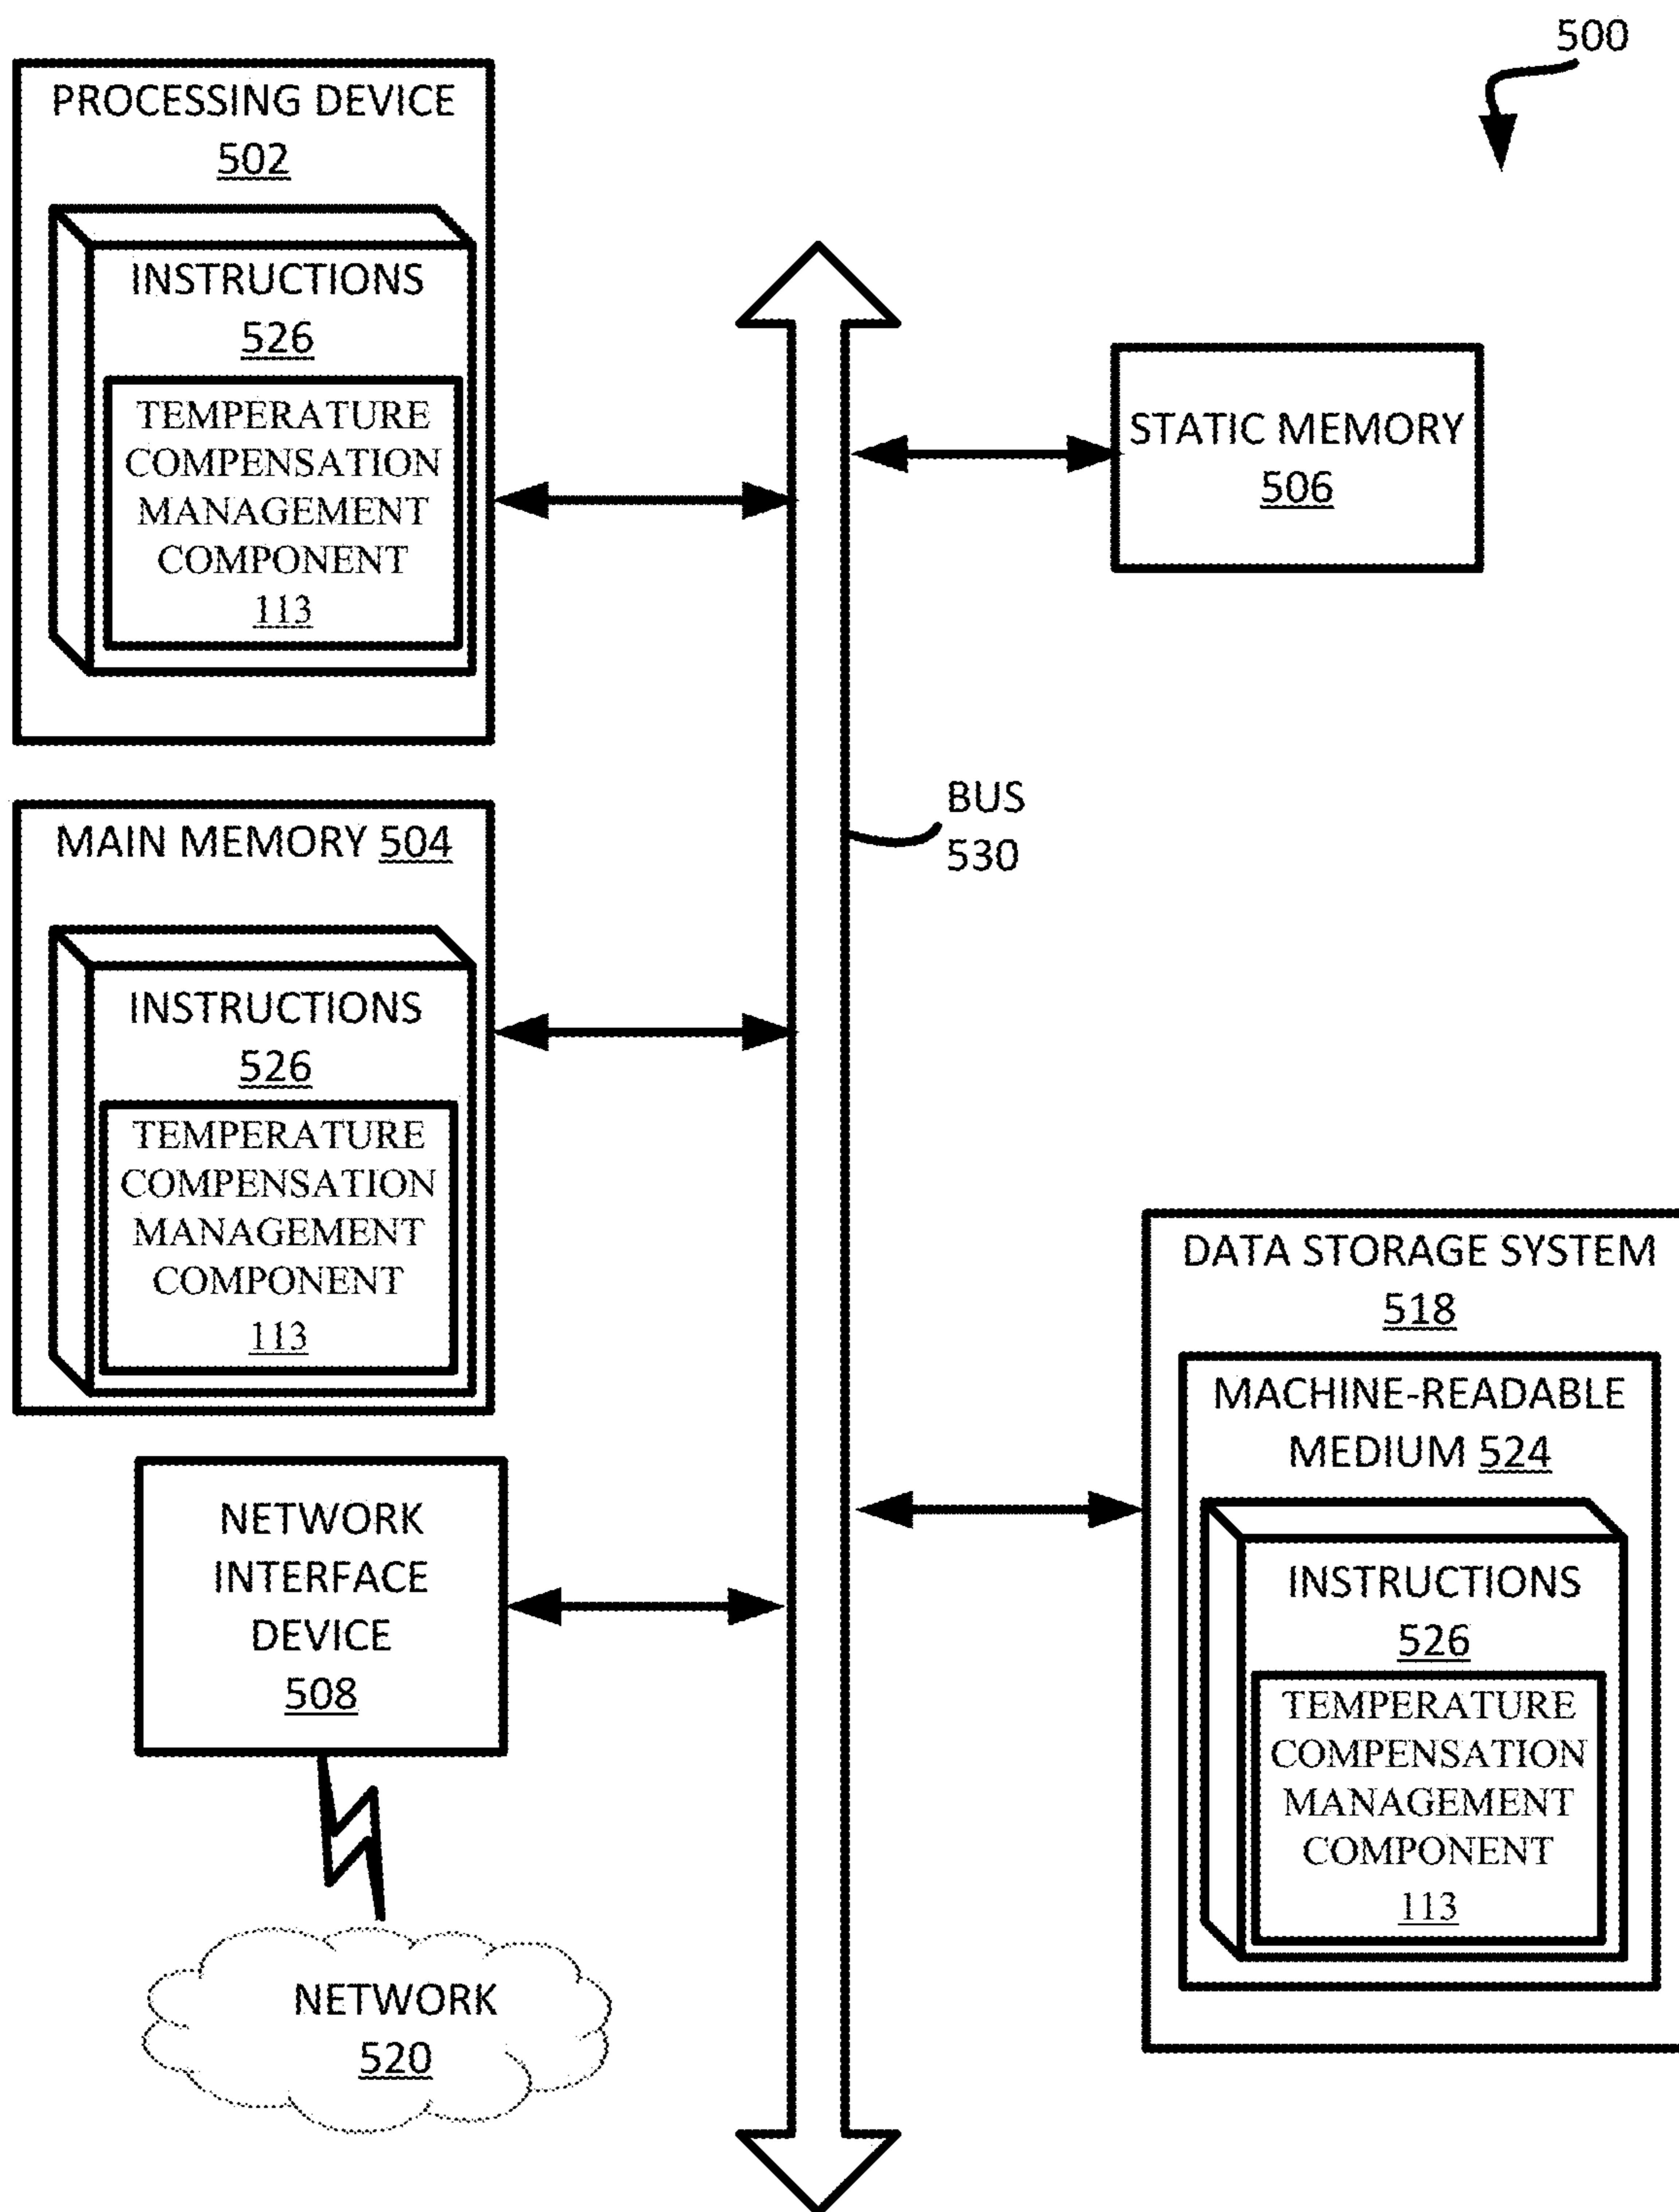 500
PROCESSING DEVICE
502
INSTRUCTIONS
526
TEMPERATURE
COMPENSATION
MANAGEMENT
COMPONENT
113
STATIC MEMORY
506
BUS
530
MAIN MEMORY 504
INSTRUCTIONS
526
TEMPERATURE
COMPENSATION
MANAGEMENT
COMPONENT
113
DATA STORAGE SYSTEM
518
MACHINE-READABLE
MEDIUM 524
INSTRUCTIONS
526
TEMPERATURE
COMPENSATION
MANAGEMENT
COMPONENT
113
NETWORK
INTERFACE
DEVICE
508
NETWORK
520